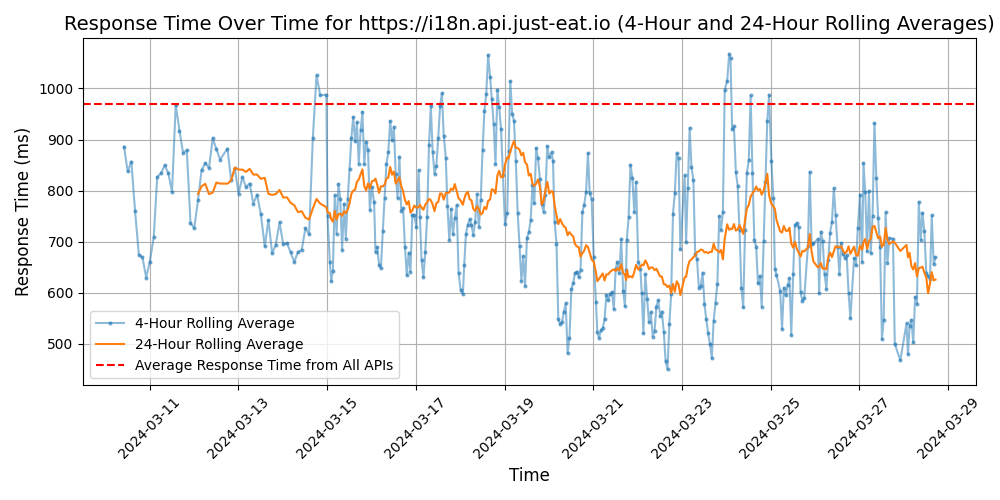 Response Time Over Time for https://i18n.api.just-eat.io (4-Hour and 24-Hour Rolling Averages)
Response Time (ms)
1000
900
800
700
600
500
4-Hour Rolling Average
24-Hour Rolling Average
Average Response Time from All APIs
2024-03-11
2024-03-13
2024-03-15
2024-03-17
2024-03-19
2024-03-21
2024-03-23
2024-03-25
2024-03-27
2024-03-29
Time